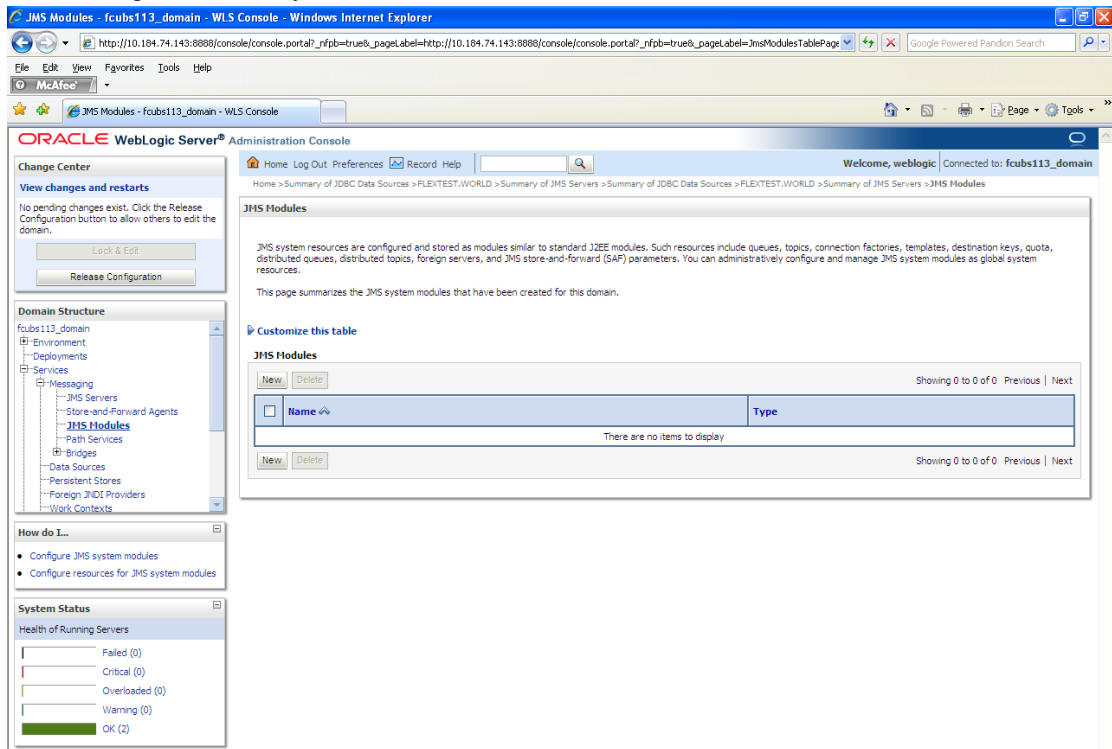 JMS Modules - fcubs113_domain - WLS Console - Windows Internet Explorer
http://10.184.74.143:8888/console/console.portal?_nfpb=true&_pageLabel=http://10.184.74.143:8888/console/console.portal?_nfpb=true&_pageLabel=JmsModulesTablePage
Google Powered Pandion Search
File Edit View Favorites Tools Help
McAfee
JMS Modules - fcubs113_domain - WLS Console
Page Tools »
ORACLE WebLogic Server® Administration Console
Change Center
View changes and restarts
No pending changes exist. Click the Release
Configuration button to allow others to edit the
domain.
Lock & Edit
Release Configuration
Domain Structure
fcubs113_domain
Environment
Deployments
Services
Messaging
JMS Servers
Store-and-Forward Agents
JMS Modules
Path Services
Bridges
Data Sources
Persistent Stores
Foreign JNDI Providers
Work Contexts
How do I...
Configure JMS system modules
Configure resources for JMS system modules
System Status
Health of Running Servers
Failed (0)
Critical (0)
Overloaded (0)
Warning (0)
OK (2)
Home Log Out Preferences Record Help
Welcome, weblogic Connected to: fcubs113_domain
Home >Summary of JDBC Data Sources >FLEXTEST.WORLD >Summary of JMS Servers >Summary of JDBC Data Sources >FLEXTEST.WORLD >Summary of JMS Servers >JMS Modules
JMS Modules
JMS system resources are configured and stored as modules similar to standard J2EE modules. Such resources include queues, topics, connection factories, templates, destination keys, quota,
distributed queues, distributed topics, foreign servers, and JMS store-and-forward (SAF) parameters. You can administratively configure and manage JMS system modules as global system
resources.
This page summarizes the JMS system modules that have been created for this domain.
Customize this table
JMS Modules
New Delete Showing 0 to 0 of 0 Previous | Next
Name Type
There are no items to display
New Delete Showing 0 to 0 of 0 Previous | Next